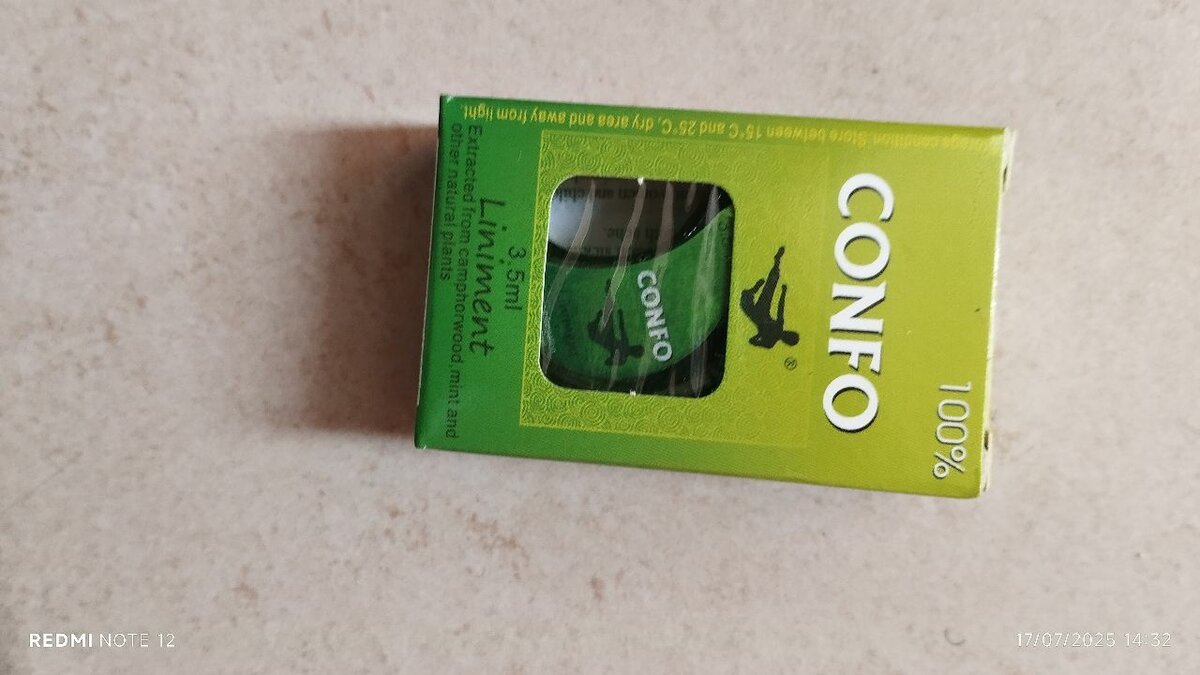 100%
CONFO
®
CONFO
3.5ml
Liniment
Extracted from camphorwood,mint and
other natural plants
condition: Store between 15°C and 25°C, dry area and away from light.
REDMI NOTE 12
17/07/2025 14:32